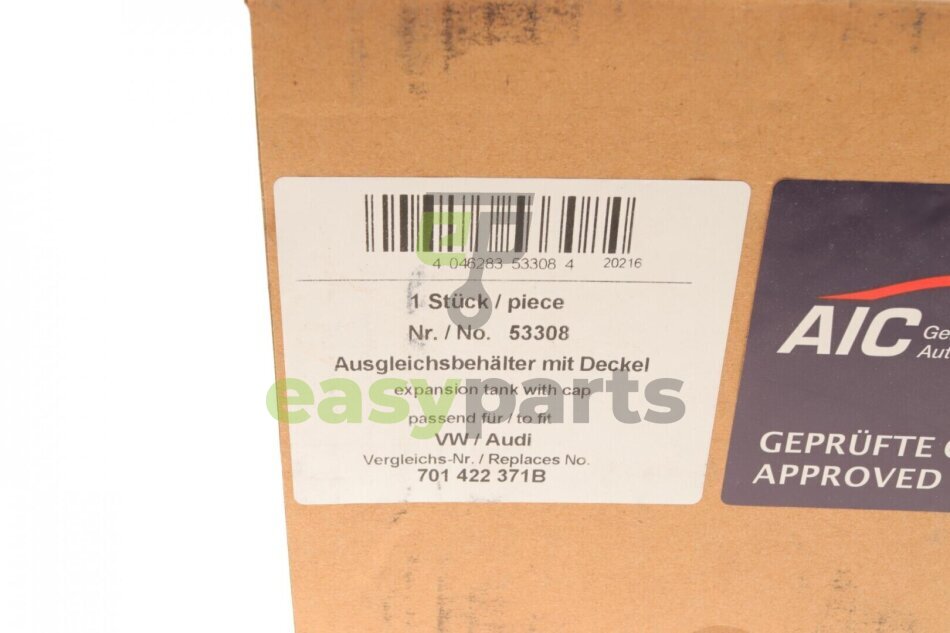 4 046283 53308 4 20216
1 Stück / piece
Nr. / No. 53308
Ausgleichsbehälter mit Deckel
expansion tank with cap
easyparts
passend für / to fit
VW / Audi
Vergleichs-Nr. / Replaces No.
701 422 371B
AIC
GEPRÜFTE
APPROVED